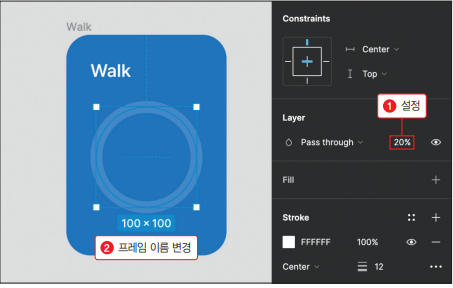 Walk
Walk
100 × 100
2 프레임 이름 변경
Constraints
Center
Top
1 설정
Layer
Pass through
20%
Fill
Stroke
FFFFFF 100%
Center 12